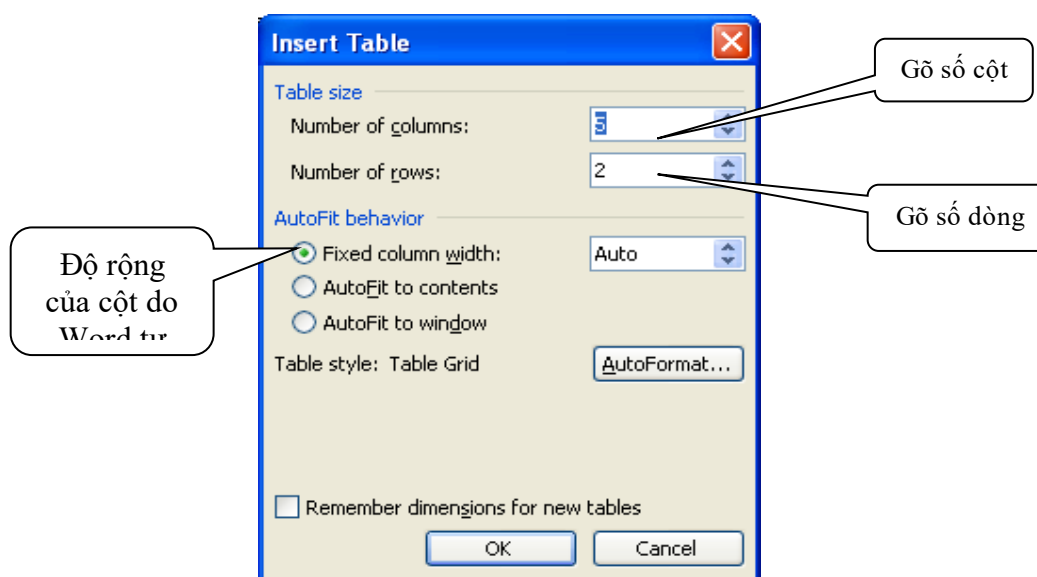 Insert Table
Gõ số cột
Table size
Number of columns:
5
Number of rows:
2
Gõ số dòng
AutoFit behavior
Độ rộng
của cột do
Word tự
Fixed column width:
Auto
AutoFit to contents
AutoFit to window
Table style: Table Grid
AutoFormat...
Remember dimensions for new tables
OK
Cancel